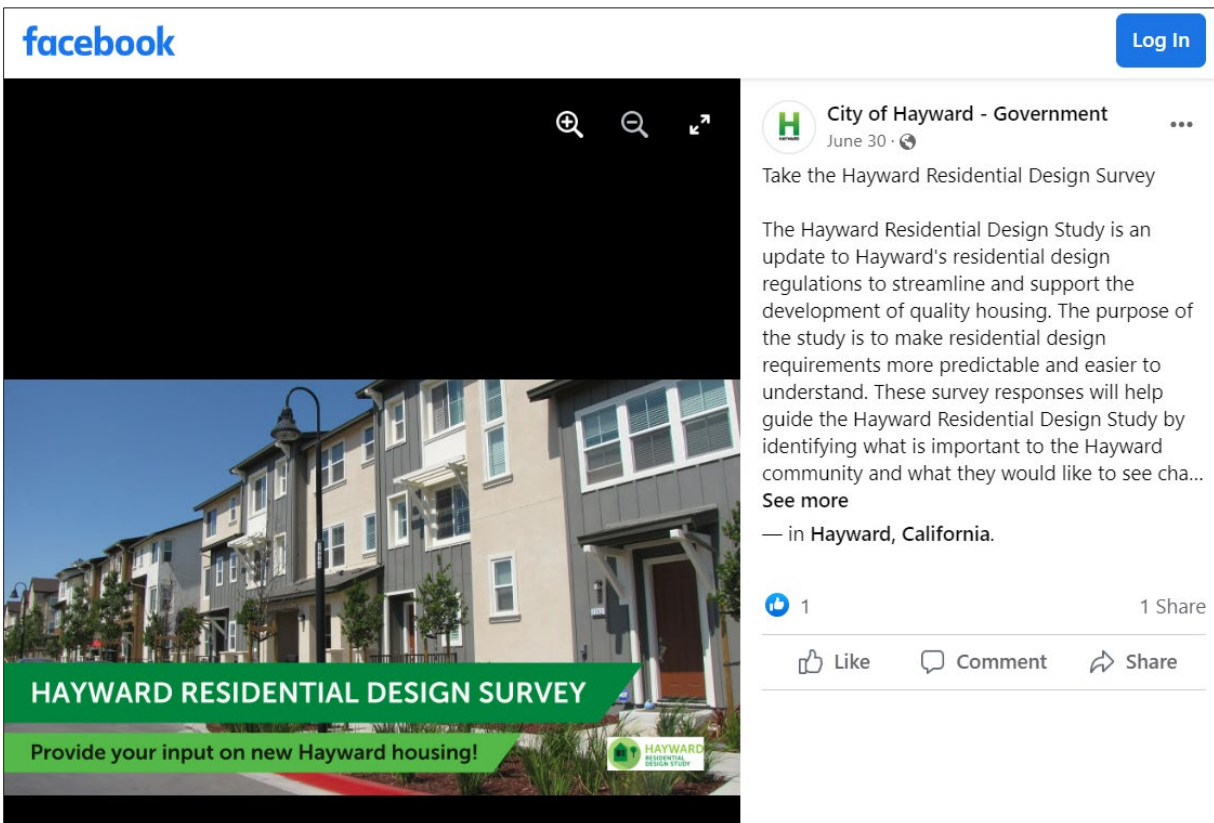 facebook
Log In
City of Hayward - Government
June 30 ·
Take the Hayward Residential Design Survey
The Hayward Residential Design Study is an
update to Hayward's residential design
regulations to streamline and support the
development of quality housing. The purpose of
the study is to make residential design
requirements more predictable and easier to
understand. These survey responses will help
guide the Hayward Residential Design Study by
identifying what is important to the Hayward
community and what they would like to see cha...
See more
— in Hayward, California.
1
1 Share
Like
Comment
Share
HAYWARD RESIDENTIAL DESIGN SURVEY
Provide your input on new Hayward housing!
HAYWARD
RESIDENTIAL
DESIGN STUDY
H
HAYWARD